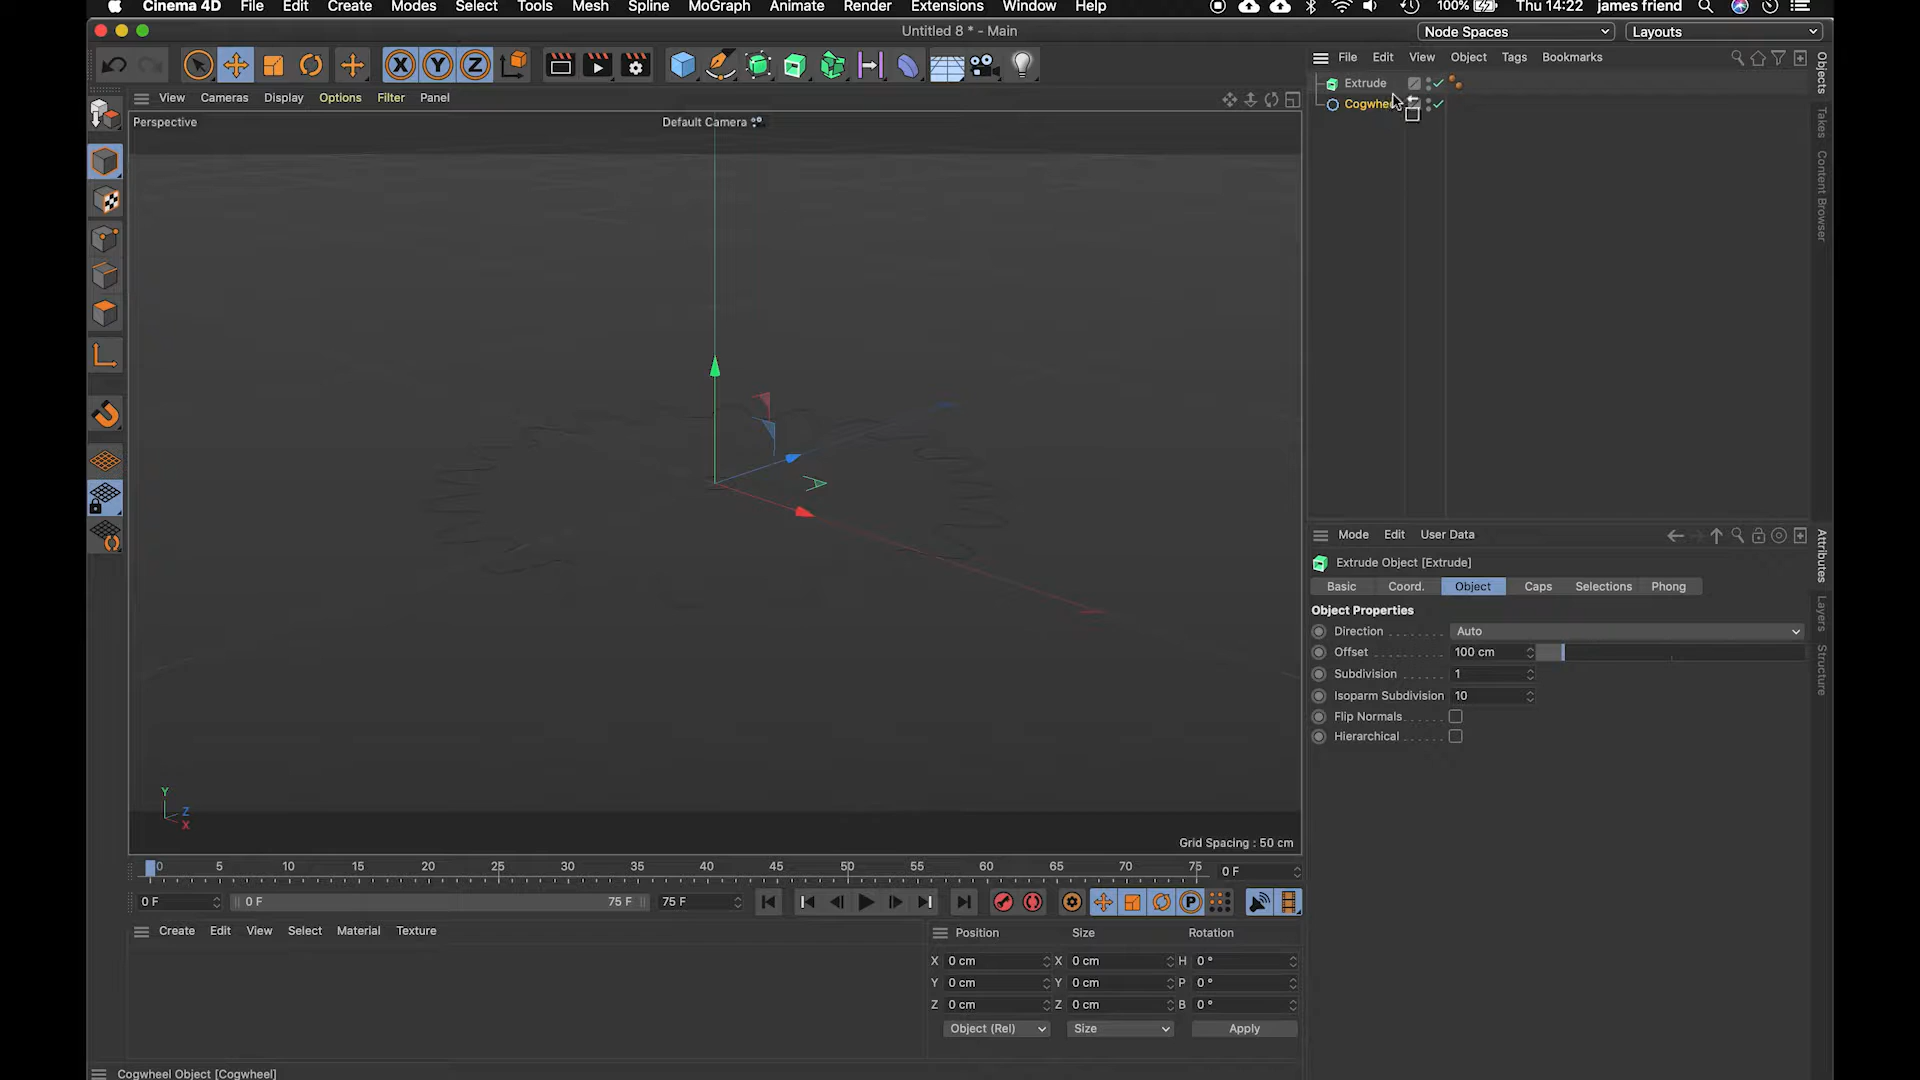 Cinema 4D File Edit Create Modes Select Tools Mesh Spline MoGraph Animate Render Extensions Window Help 100% Thu 14:22 james friend
Untitled 8 * - Main
Node Spaces Layouts
File Edit View Object Tags Bookmarks
View Cameras Display Options Filter Panel
Perspective Default Camera
Extrude
Objects
Takes
Content Browser
Y
Z
X
Grid Spacing : 50 cm
0 5 10 15 20 25 30 35 40 45 50 55 60 65 70 75 0 F
0 F 0 F 75 F 75 F
Create Edit View Select Material Texture
Position Size Rotation
X 0 cm X 0 cm H 0 °
Y 0 cm Y 0 cm P 0 °
Z 0 cm Z 0 cm B 0 °
Object (Rel) Size Apply
Mode Edit User Data
Extrude Object [Extrude]
Basic Coord. Object Caps Selections Phong
Object Properties
Direction Auto
Offset 100 cm
Subdivision 1
Isoparm Subdivision 10
Flip Normals
Hierarchical
Attributes
Layers
Structure
Cogwheel Object [Cogwheel]